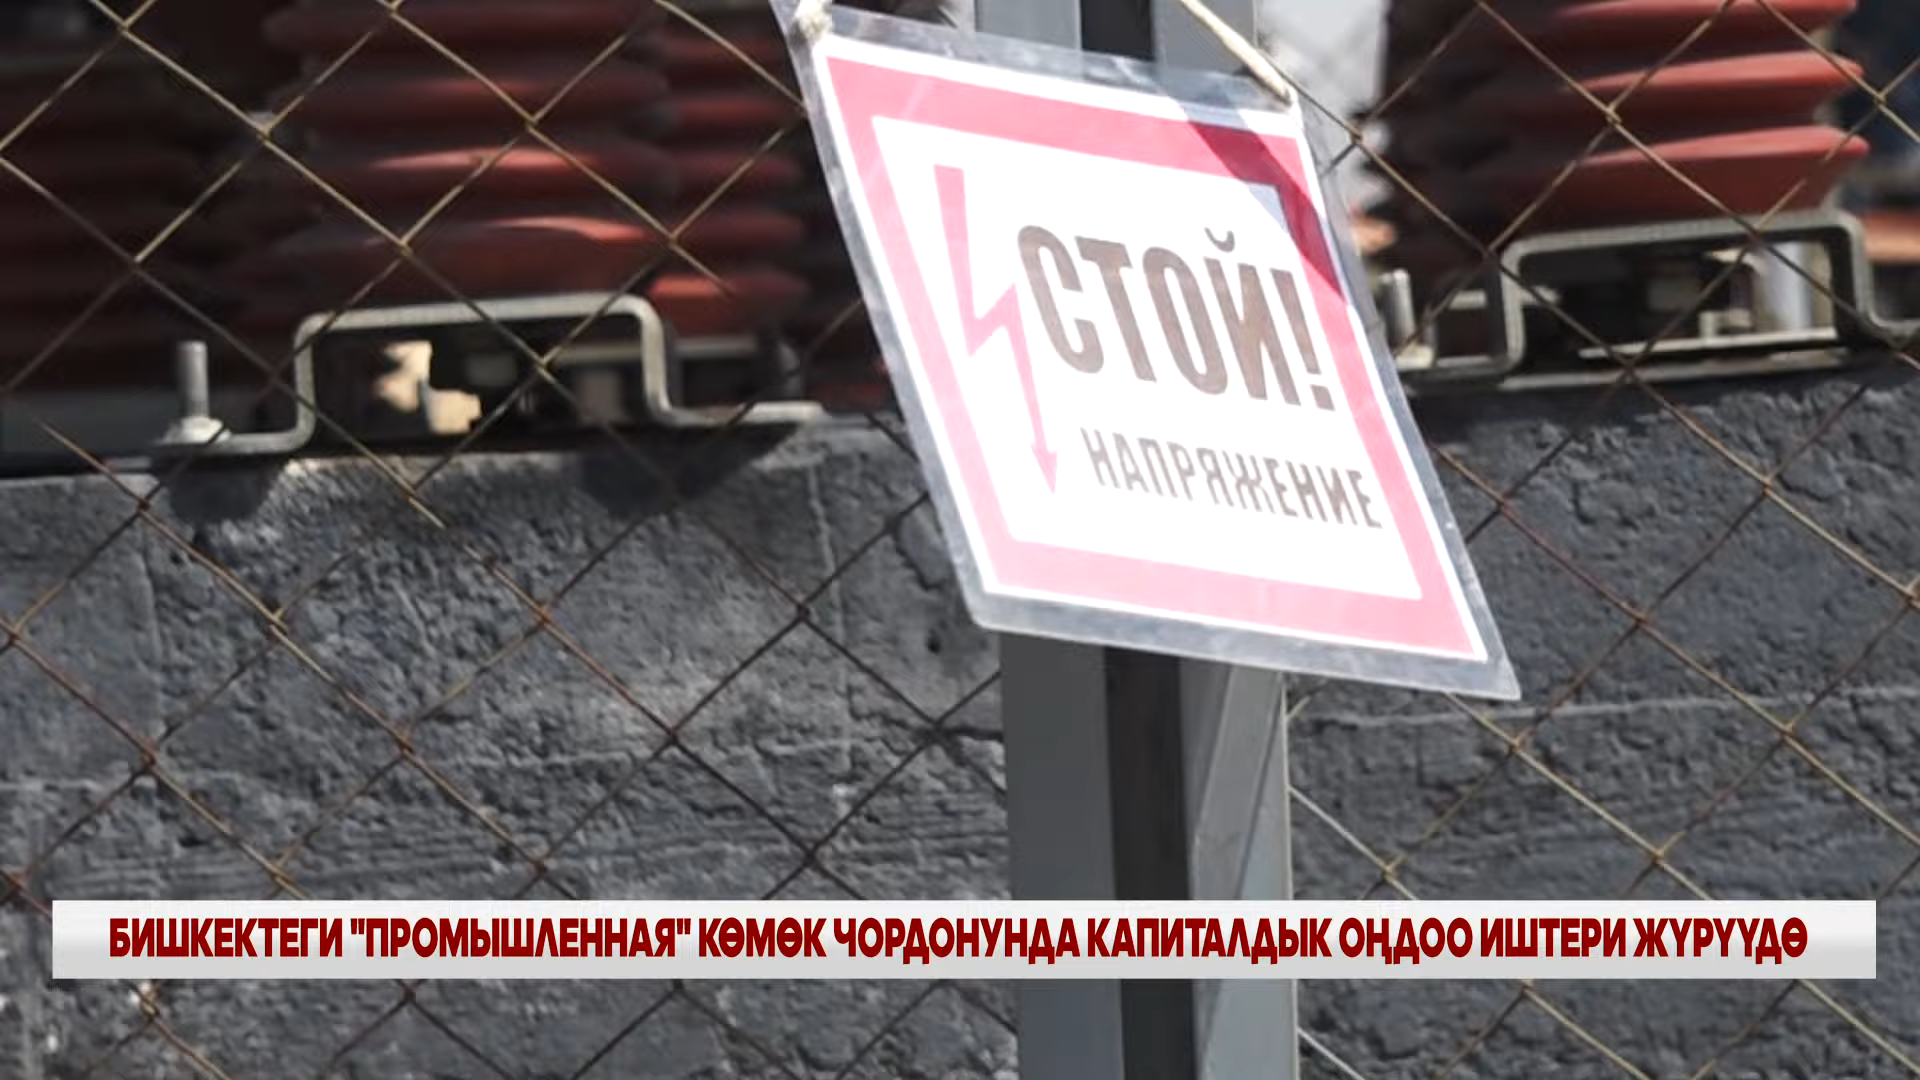 СТОЙ!
НАПРЯЖЕНИЕ
БИШКЕКТЕГИ "ПРОМЫШЛЕННАЯ" КӨМӨК ЧОРДОНУНДА КАПИТАЛДЫК ОҢДОО ИШТЕРИ ЖҮРҮҮДӨ